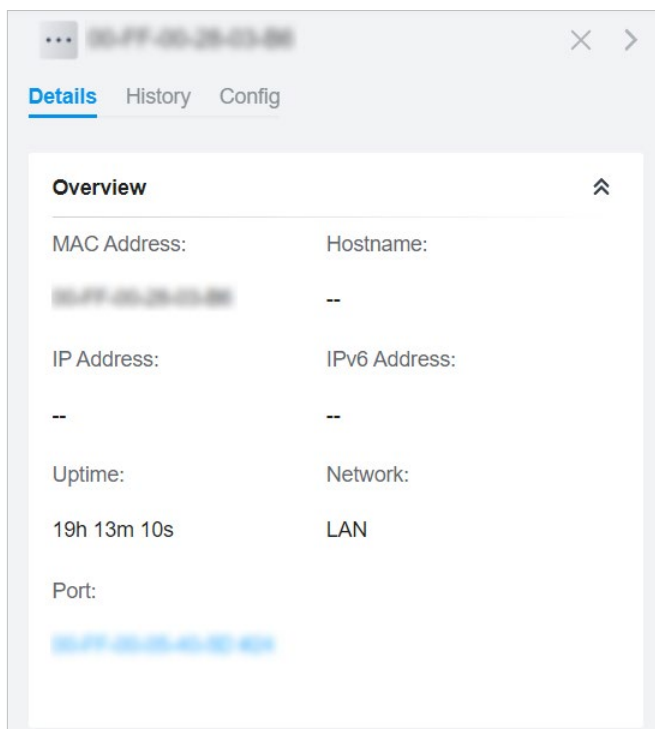 Details History Config
Overview
MAC Address: Hostname:
--
IP Address: IPv6 Address:
-- --
Uptime: Network:
19h 13m 10s LAN
Port: